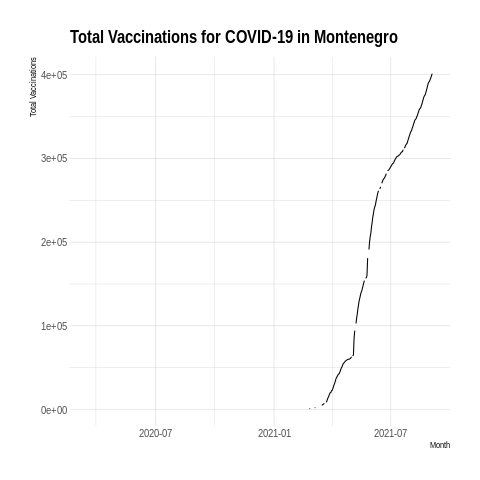 Total Vaccinations for COVID-19 in Montenegro
Total Vaccinations
4e+05
3e+05
2e+05
1e+05
0e+00
2020-07
2021-01
2021-07
Month